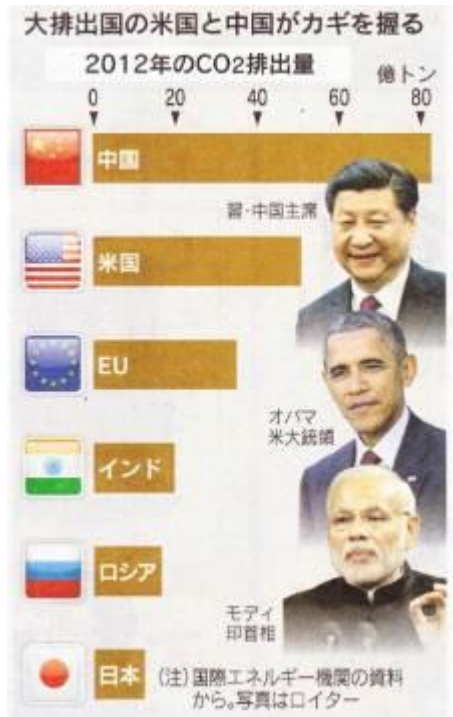 大排出国の米国と中国がカギを握る
2012年のCO2排出量
億トン
0 20 40 60 80
中国
習・中国主席
米国
EU
オバマ
米大統領
インド
ロシア
モディ
印首相
日本
(注)国際エネルギー機関の資料
から。写真はロイター